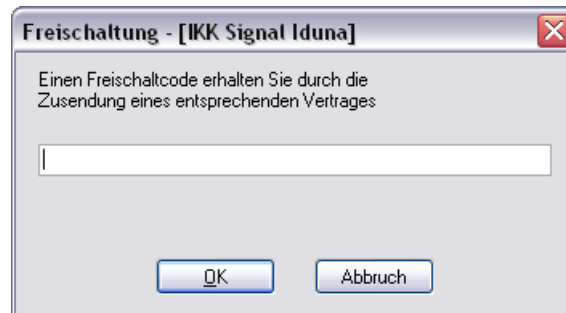 Freischaltung - [IKK Signal Iduna]
Einen Freischaltcode erhalten Sie durch die
Zusendung eines entsprechenden Vertrages
OK
Abbruch